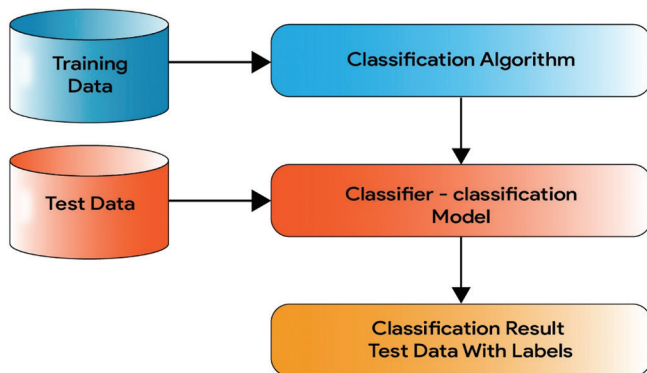 Training
Data
Classification Algorithm
Test Data
Classifier - classification
Model
Classification Result
Test Data With Labels